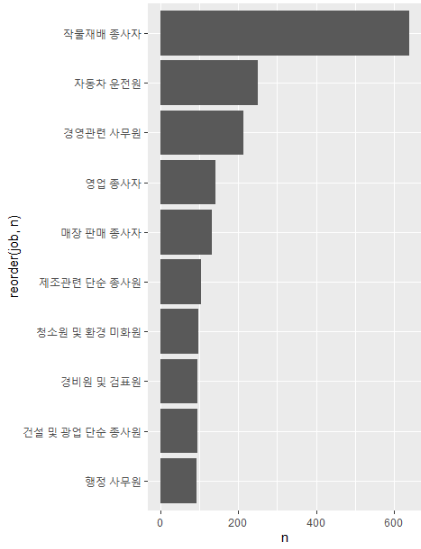 작물재배 종사자
자동차 운전원
경영관련 사무원
영업 종사자
매장 판매 종사자
제조관련 단순 종사원
청소원 및 환경 미화원
경비원 및 검표원
건설 및 광업 단순 종사원
행정 사무원
reorder(job, n)
0 200 400 600
n